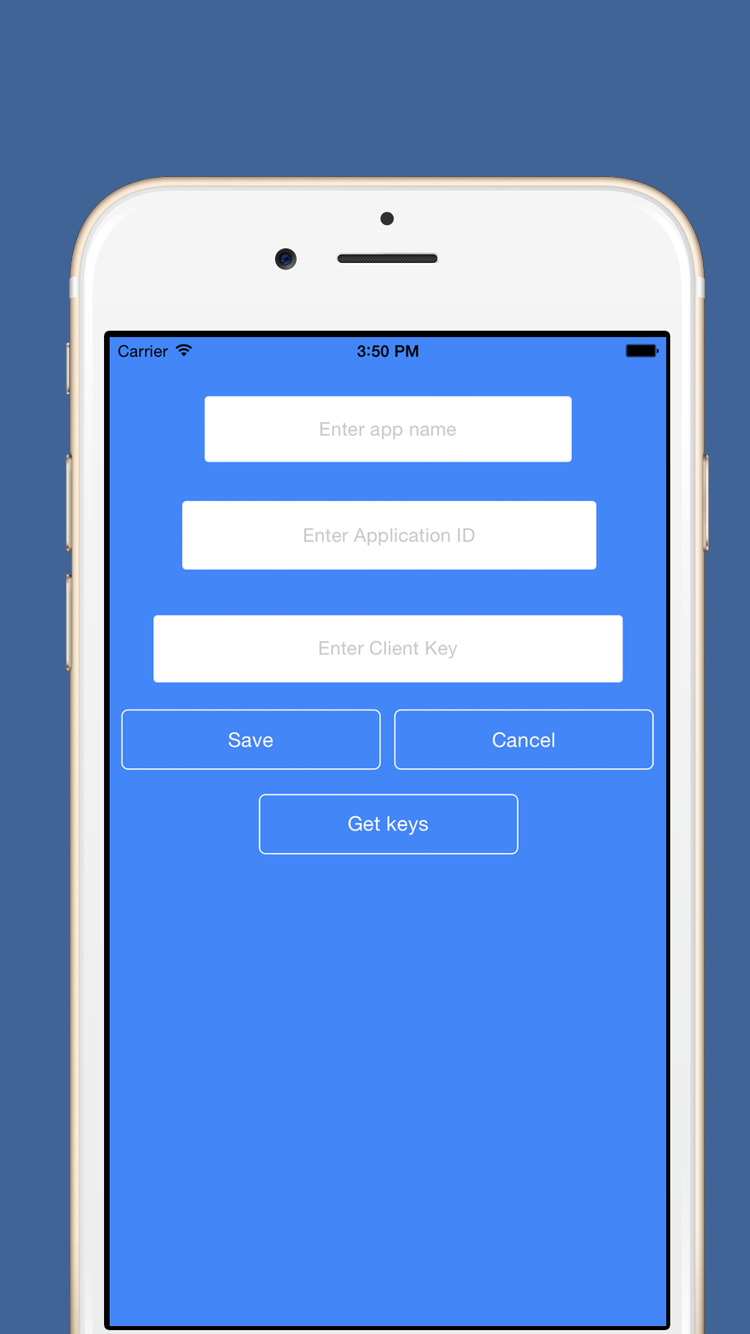 Carrier 3:50 PM
Enter app name
Enter Application ID
Enter Client Key
Save Cancel
Get keys